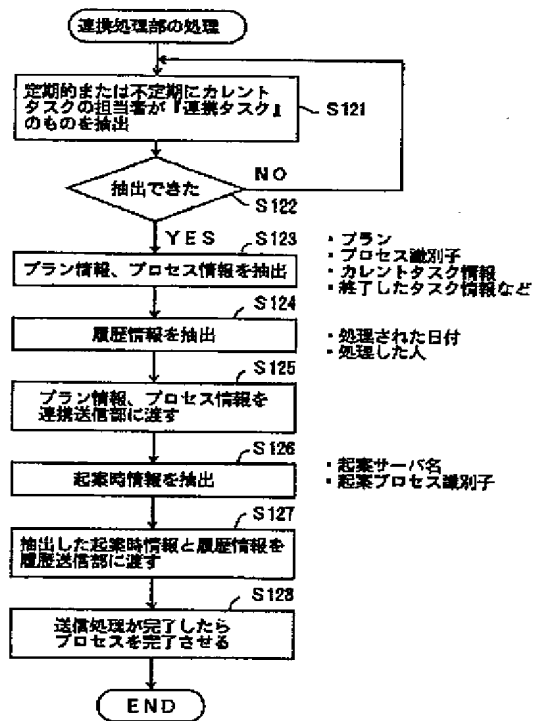 連携処理部の処理
定期的または不定期にカレント
タスクの担当者が『連携タスク』
のものを抽出
S121
抽出できた
NO
S122
YES
S123
プラン情報、プロセス情報を抽出
・プラン
・プロセス識別子
・カレントタスク情報
・終了したタスク情報など
S124
履歴情報を抽出
・処理された日付
・処理した人
S125
プラン情報、プロセス情報を
連携送信部に渡す
S126
起案時情報を抽出
・起案サーバ名
・起案プロセス識別子
S127
抽出した起案時情報と履歴情報を
履歴送信部に渡す
S128
送信処理が完了したら
プロセスを完了させる
END